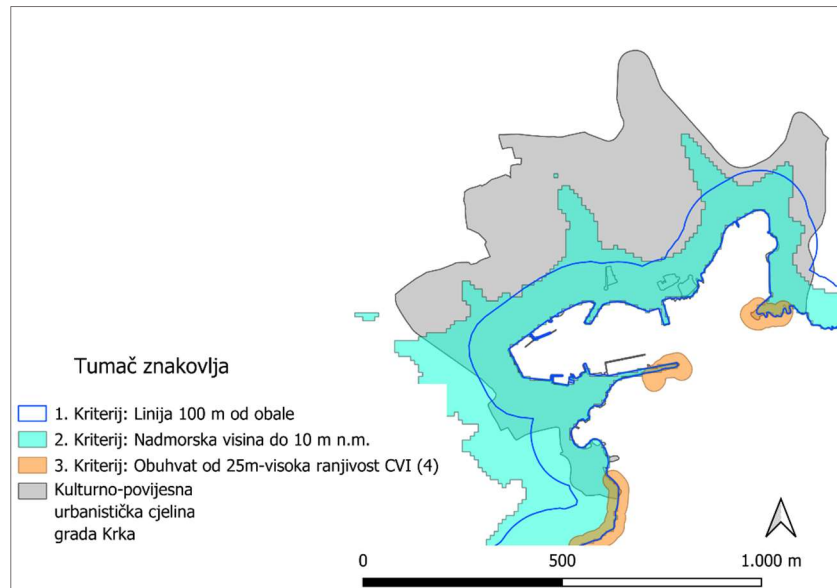 Tumač znakovlja
1. Kriterij: Linija 100 m od obale
2. Kriterij: Nadmorska visina do 10 m n.m.
3. Kriterij: Obuhvat od 25m-visoka ranjivost CVI (4)
Kulturno-povijesna
urbanistička cjelina
grada Krka
0 500 1.000 m